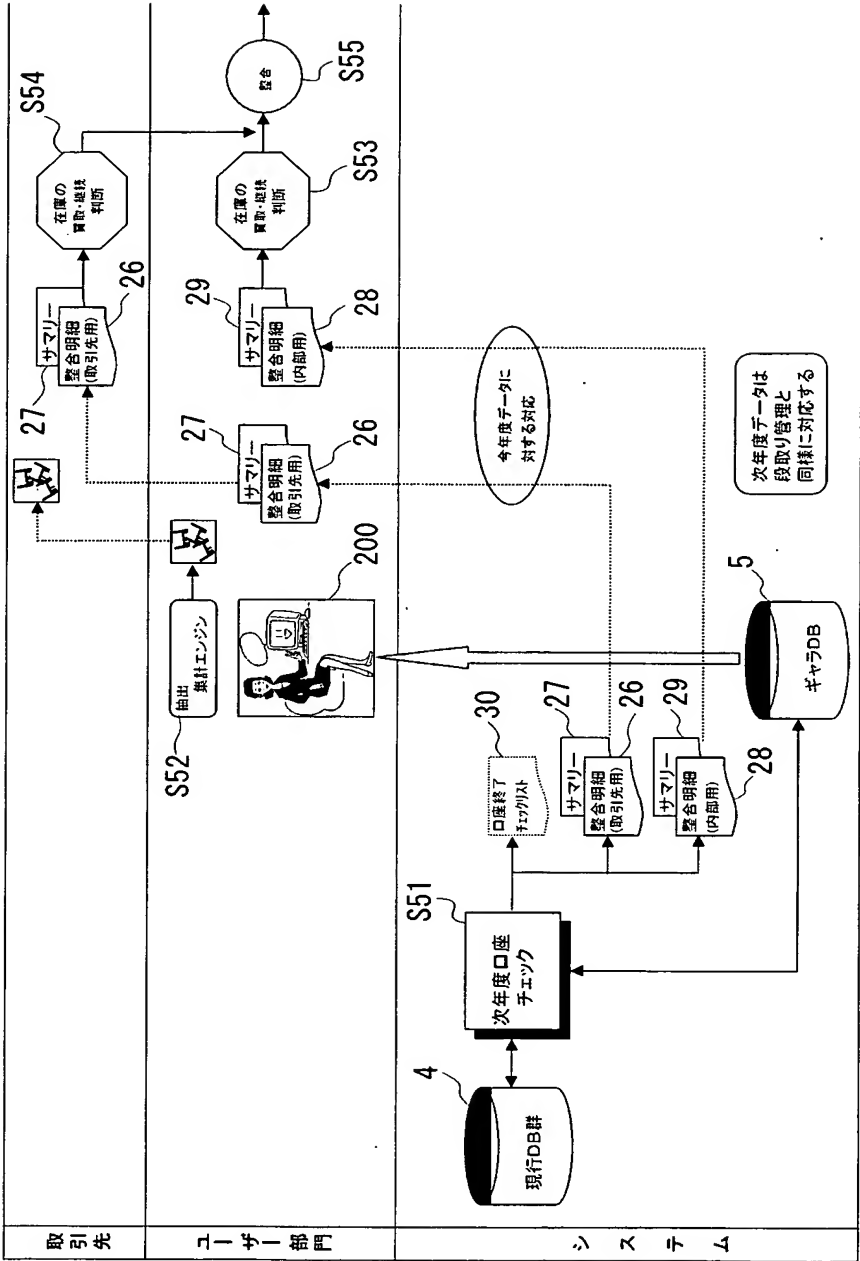 取引先
27
サマリー
整合明細
(取引先用)
26
在庫の
買取・継続
判断
S54
ユーザー部門
S52
抽出
集計エンジン
200
27
サマリー
整合明細
(取引先用)
26
29
サマリー
整合明細
(内部用)
28
在庫の
買取・継続
判断
S53
整合
S55
システム
4
現行DB群
S51
次年度口座
チェック
30
口座終了
チェックリスト
27
サマリー
整合明細
(取引先用)
26
29
サマリー
整合明細
(内部用)
28
5
ギャラDB
今年度データに
対する対応
次年度データは
段取り管理と
同様に対応する